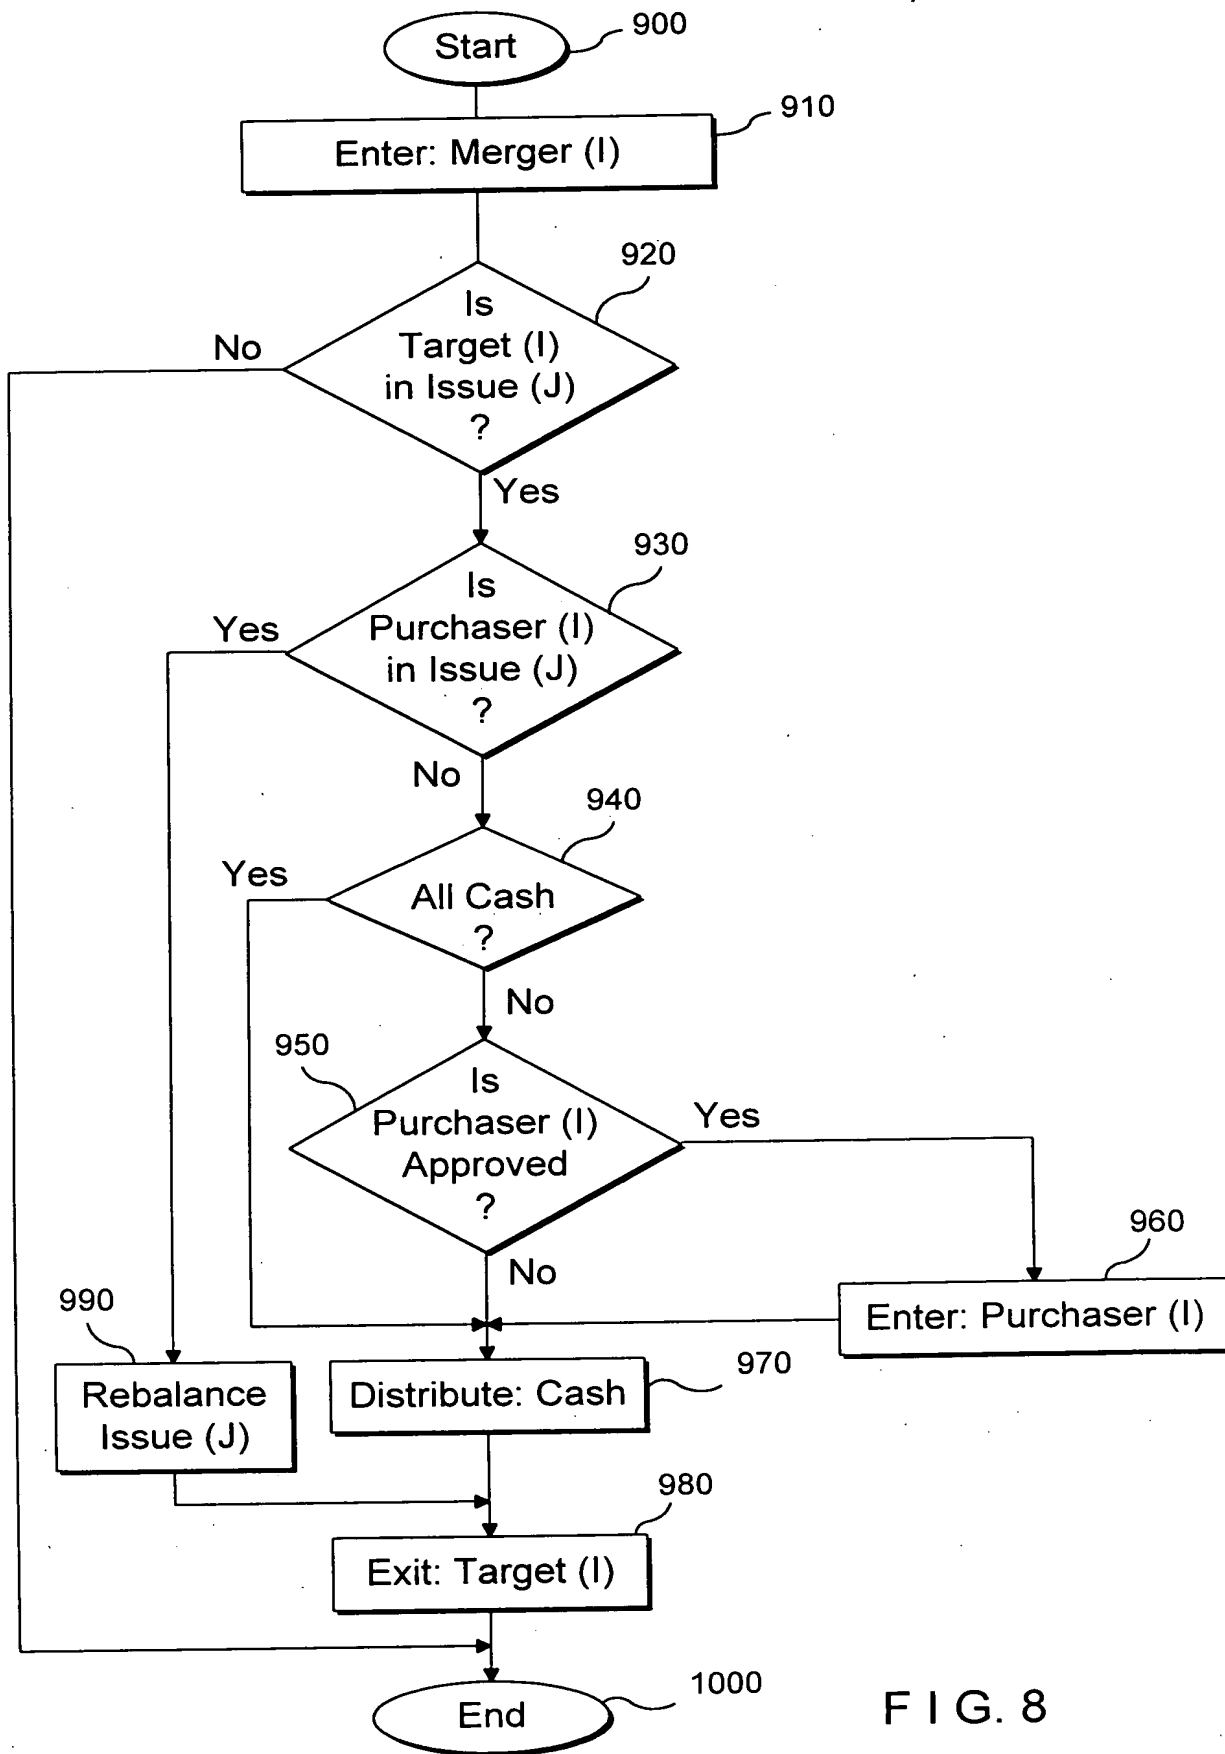 Start
900
910
Enter: Merger (I)
920
Is
Target (I)
in Issue (J)
?
No
Yes
930
Is
Purchaser (I)
in Issue (J)
?
Yes
No
940
All Cash
?
Yes
No
950
Is
Purchaser (I)
Approved
?
Yes
No
960
Enter: Purchaser (I)
990
Rebalance
Issue (J)
970
Distribute: Cash
980
Exit: Target (I)
1000
End
F I G. 8